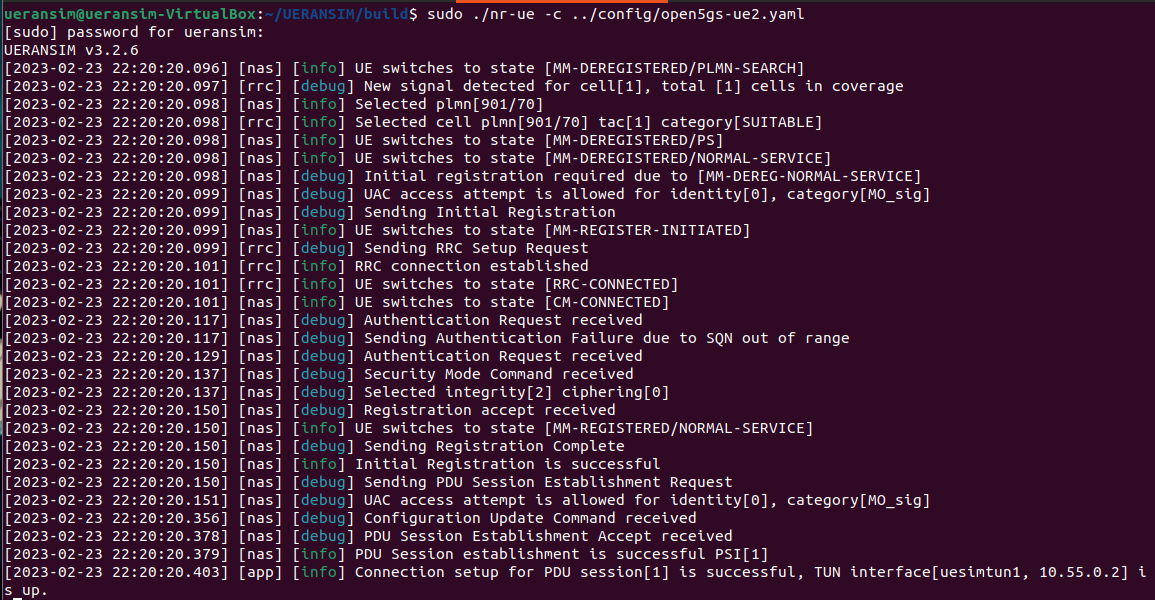 ueransim@ueransim-VirtualBox:~/UERANSIM/build$ sudo ./nr-ue -c ../config/open5gs-ue2.yaml
[sudo] password for ueransim:
UERANSIM v3.2.6
[2023-02-23 22:20:20.096] [nas] [info] UE switches to state [MM-DEREGISTERED/PLMN-SEARCH]
[2023-02-23 22:20:20.097] [rrc] [debug] New signal detected for cell[1], total [1] cells in coverage
[2023-02-23 22:20:20.098] [nas] [info] Selected plmn[901/70]
[2023-02-23 22:20:20.098] [rrc] [info] Selected cell plmn[901/70] tac[1] category[SUITABLE]
[2023-02-23 22:20:20.098] [nas] [info] UE switches to state [MM-DEREGISTERED/PS]
[2023-02-23 22:20:20.098] [nas] [info] UE switches to state [MM-DEREGISTERED/NORMAL-SERVICE]
[2023-02-23 22:20:20.098] [nas] [debug] Initial registration required due to [MM-DEREG-NORMAL-SERVICE]
[2023-02-23 22:20:20.099] [nas] [debug] UAC access attempt is allowed for identity[0], category[MO_sig]
[2023-02-23 22:20:20.099] [nas] [debug] Sending Initial Registration
[2023-02-23 22:20:20.099] [nas] [info] UE switches to state [MM-REGISTER-INITIATED]
[2023-02-23 22:20:20.099] [rrc] [debug] Sending RRC Setup Request
[2023-02-23 22:20:20.101] [rrc] [info] RRC connection established
[2023-02-23 22:20:20.101] [rrc] [info] UE switches to state [RRC-CONNECTED]
[2023-02-23 22:20:20.101] [nas] [info] UE switches to state [CM-CONNECTED]
[2023-02-23 22:20:20.117] [nas] [debug] Authentication Request received
[2023-02-23 22:20:20.117] [nas] [debug] Sending Authentication Failure due to SQN out of range
[2023-02-23 22:20:20.129] [nas] [debug] Authentication Request received
[2023-02-23 22:20:20.137] [nas] [debug] Security Mode Command received
[2023-02-23 22:20:20.137] [nas] [debug] Selected integrity[2] ciphering[0]
[2023-02-23 22:20:20.150] [nas] [debug] Registration accept received
[2023-02-23 22:20:20.150] [nas] [info] UE switches to state [MM-REGISTERED/NORMAL-SERVICE]
[2023-02-23 22:20:20.150] [nas] [debug] Sending Registration Complete
[2023-02-23 22:20:20.150] [nas] [info] Initial Registration is successful
[2023-02-23 22:20:20.150] [nas] [debug] Sending PDU Session Establishment Request
[2023-02-23 22:20:20.151] [nas] [debug] UAC access attempt is allowed for identity[0], category[MO_sig]
[2023-02-23 22:20:20.356] [nas] [debug] Configuration Update Command received
[2023-02-23 22:20:20.378] [nas] [debug] PDU Session Establishment Accept received
[2023-02-23 22:20:20.379] [nas] [info] PDU Session establishment is successful PSI[1]
[2023-02-23 22:20:20.403] [app] [info] Connection setup for PDU session[1] is successful, TUN interface[uesimtun1, 10.55.0.2] i
s up.